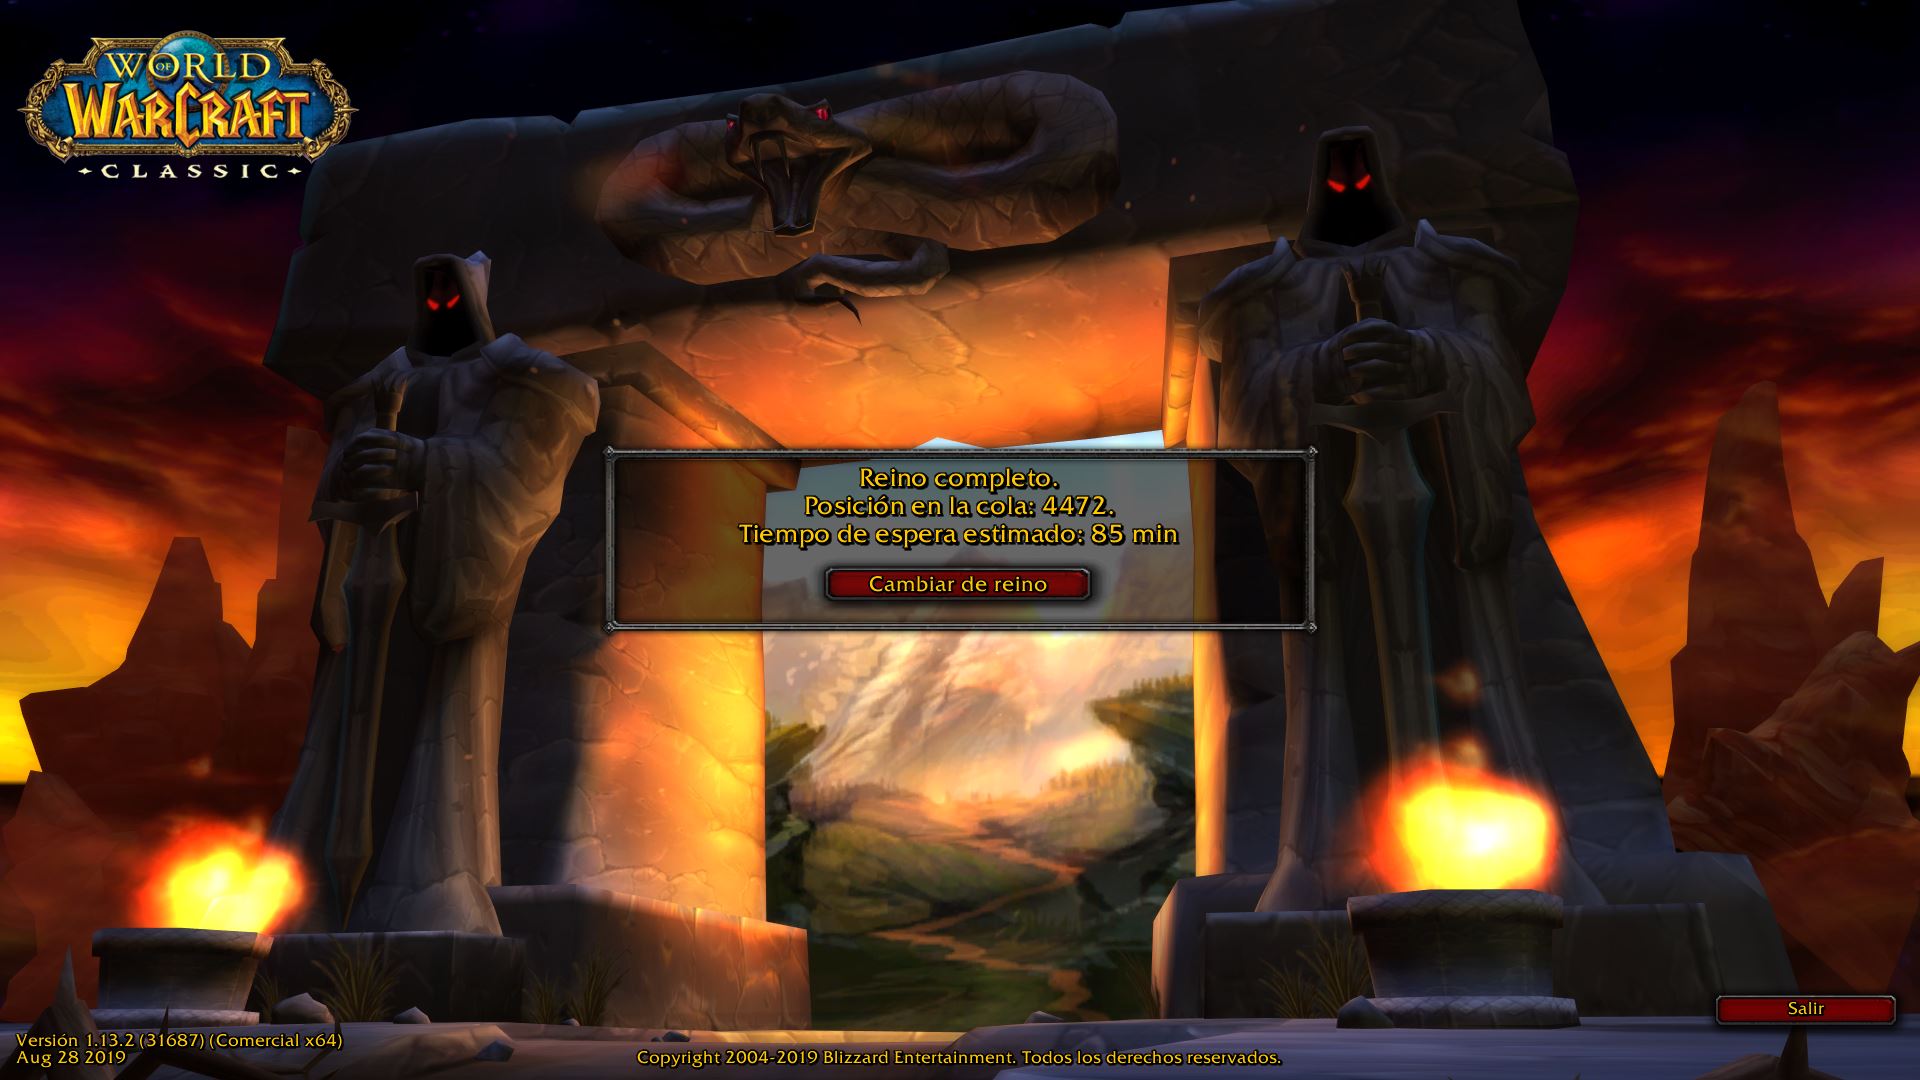 WORLD
OF
WARCRAFT
CLASSIC
Reino completo.
Posición en la cola: 4472.
Tiempo de espera estimado: 85 min
Cambiar de reino
Salir
Versión 1.13.2 (31687) (Comercial x64)
Aug 28 2019
Copyright 2004-2019 Blizzard Entertainment. Todos los derechos reservados.